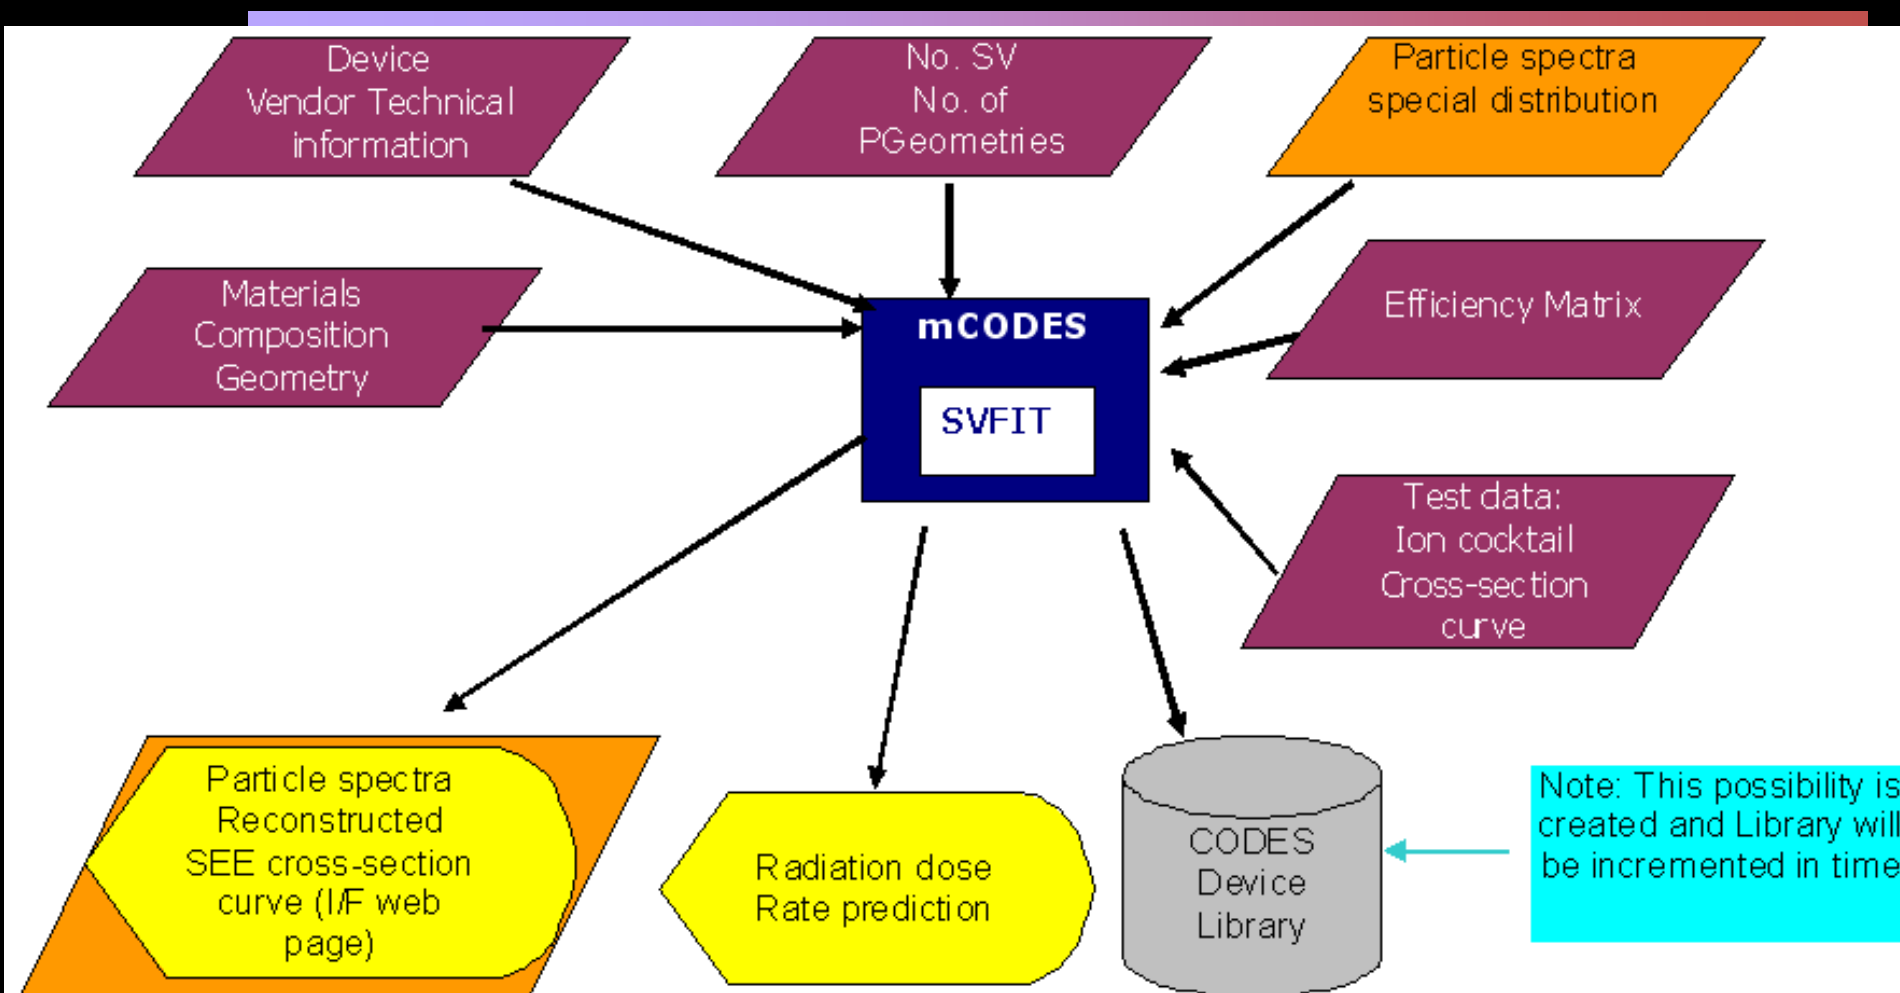 Device
Vendor Technical
information
No. SV
No. of
PGeometries
Particle spectra
special distribution
Materials
Composition
Geometry
mCODES
SVFIT
Efficiency Matrix
Test data:
Ion cocktail
Cross-section
curve
Particle spectra
Reconstructed
SEE cross-section
curve (I/F web
page)
Radiation dose
Rate prediction
CODES
Device
Library
Note: This possibility is
created and Library will
be incremented in time